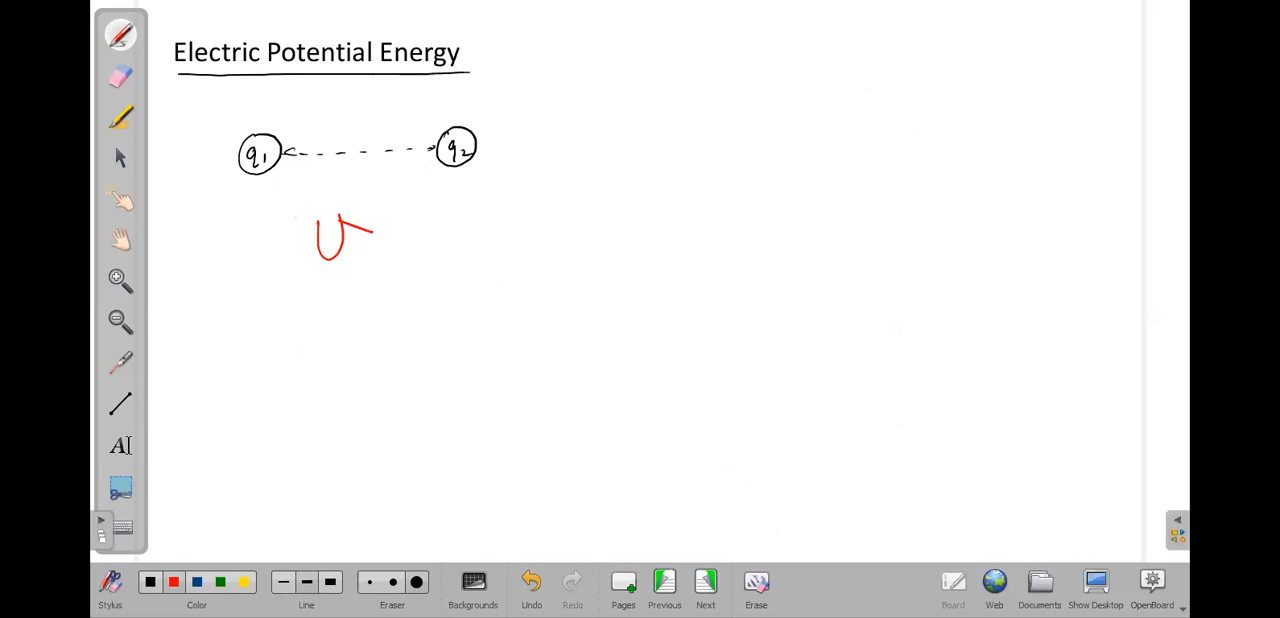 Electric Potential Energy
q1 q2
U
A
Stylus Color Line Eraser Backgrounds Undo Redo Pages Previous Next Erase Board Web Documents Show Desktop OpenBoard